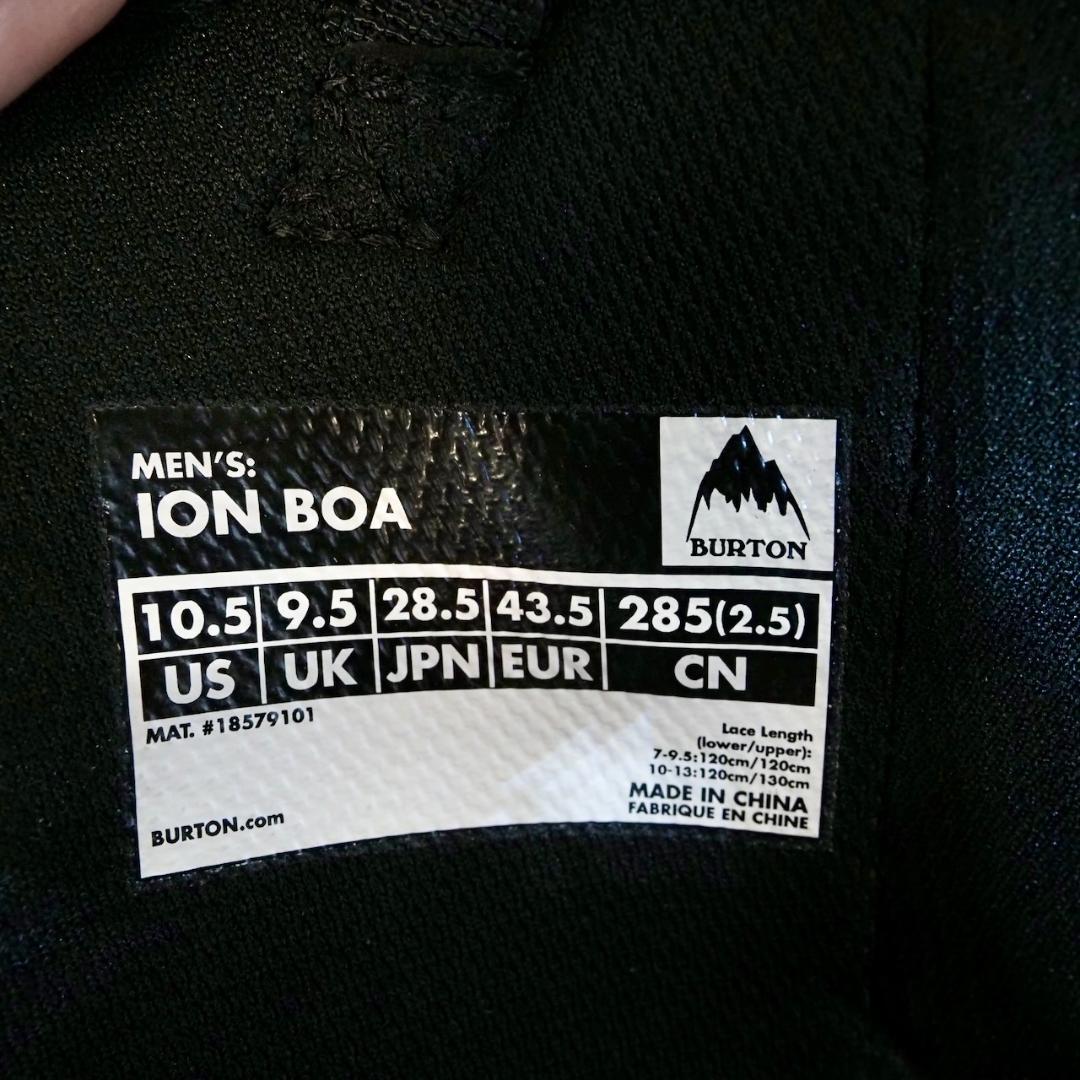 MEN'S:
ION BOA
BURTON
10.5 9.5 28.5 43.5 285(2.5)
US UK JPN EUR CN
MAT. #18579101
Lace Length
(lower/upper):
7-9.5:120cm/120cm
10-13:120cm/130cm
MADE IN CHINA
FABRIQUE EN CHINE
BURTON.com